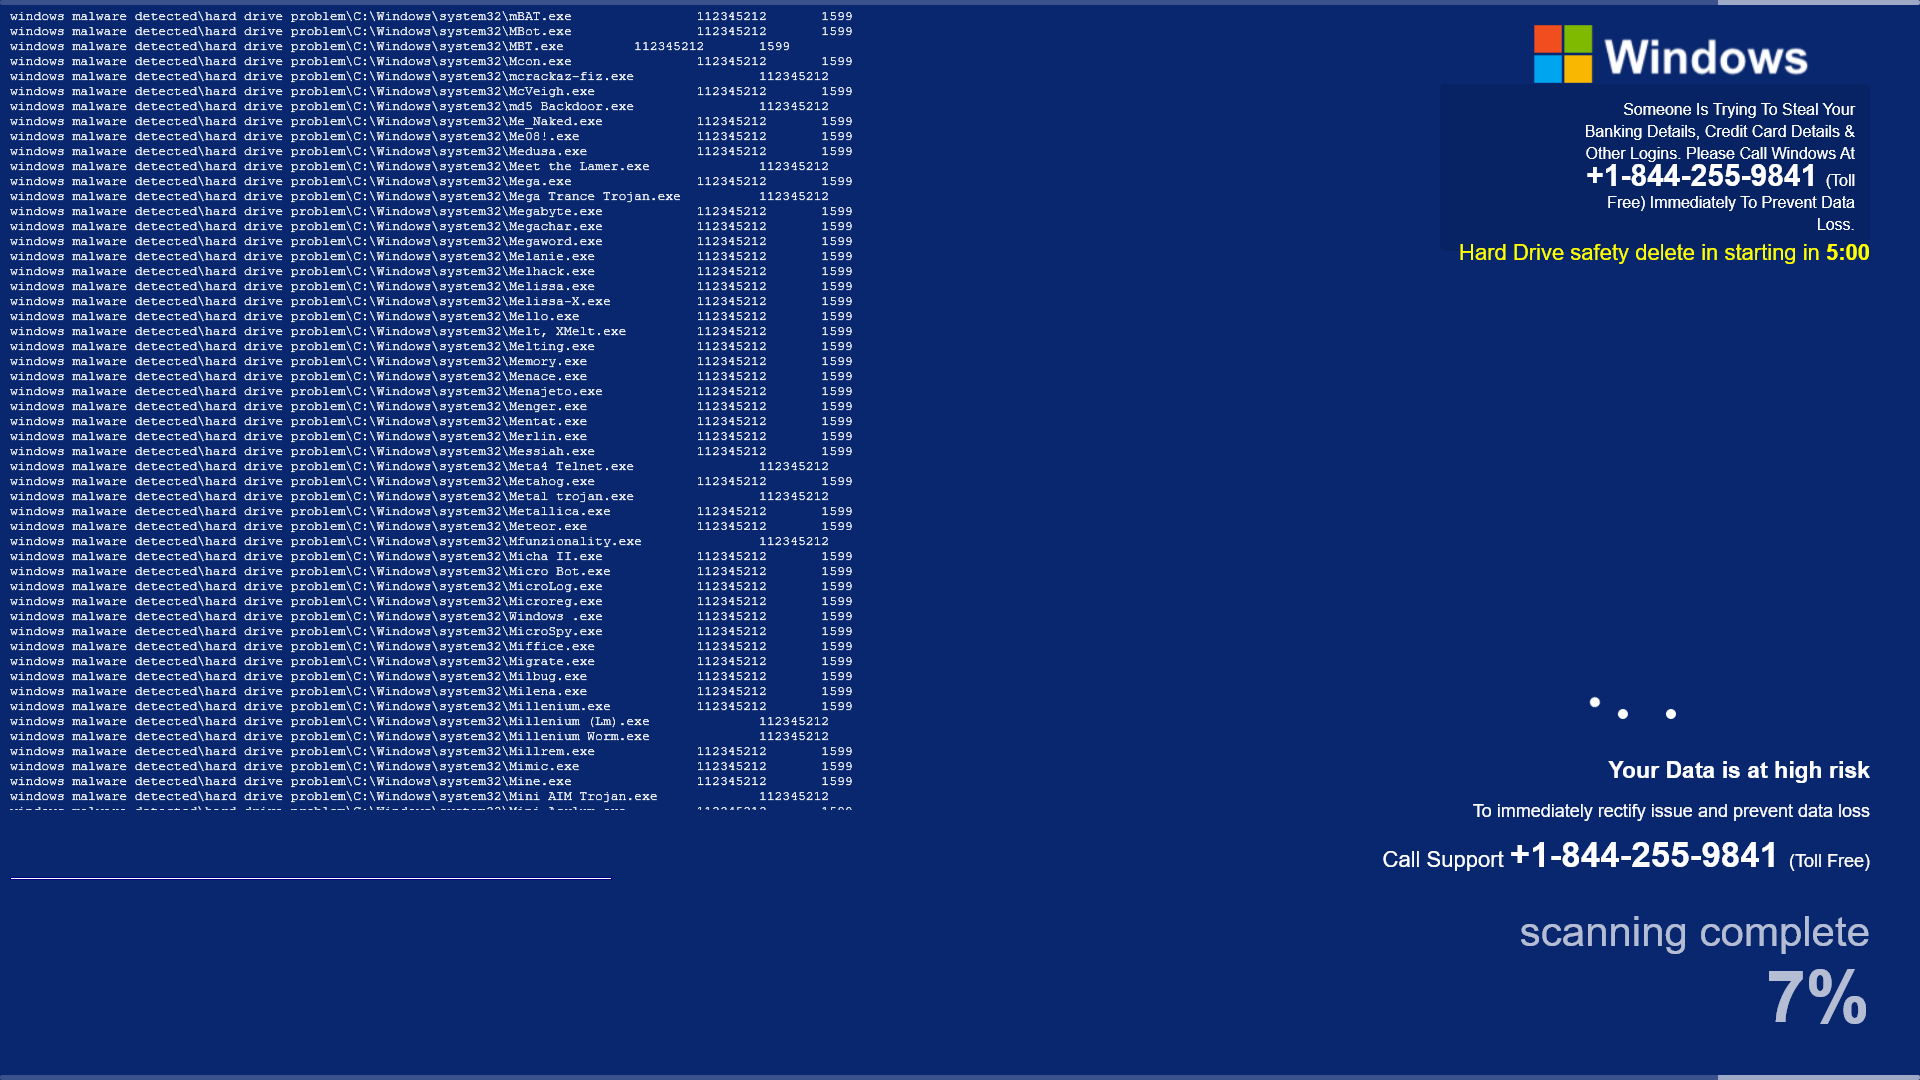 windows malware detected\hard drive problem\C:\Windows\system32\mBAT.exe 112345212 1599
windows malware detected\hard drive problem\C:\Windows\system32\MBot.exe 112345212 1599
windows malware detected\hard drive problem\C:\Windows\system32\MBT.exe 112345212 1599
windows malware detected\hard drive problem\C:\Windows\system32\Mcon.exe 112345212 1599
windows malware detected\hard drive problem\C:\Windows\system32\mcrackaz-fiz.exe 112345212
windows malware detected\hard drive problem\C:\Windows\system32\McVeigh.exe 112345212 1599
windows malware detected\hard drive problem\C:\Windows\system32\md5 Backdoor.exe 112345212
windows malware detected\hard drive problem\C:\Windows\system32\Me_Naked.exe 112345212 1599
windows malware detected\hard drive problem\C:\Windows\system32\Me08!.exe 112345212 1599
windows malware detected\hard drive problem\C:\Windows\system32\Medusa.exe 112345212 1599
windows malware detected\hard drive problem\C:\Windows\system32\Meet the Lamer.exe 112345212
windows malware detected\hard drive problem\C:\Windows\system32\Mega.exe 112345212 1599
windows malware detected\hard drive problem\C:\Windows\system32\Mega Trance Trojan.exe 112345212
windows malware detected\hard drive problem\C:\Windows\system32\Megabyte.exe 112345212 1599
windows malware detected\hard drive problem\C:\Windows\system32\Megachar.exe 112345212 1599
windows malware detected\hard drive problem\C:\Windows\system32\Megaword.exe 112345212 1599
windows malware detected\hard drive problem\C:\Windows\system32\Melanie.exe 112345212 1599
windows malware detected\hard drive problem\C:\Windows\system32\Melhack.exe 112345212 1599
windows malware detected\hard drive problem\C:\Windows\system32\Melissa.exe 112345212 1599
windows malware detected\hard drive problem\C:\Windows\system32\Melissa-X.exe 112345212 1599
windows malware detected\hard drive problem\C:\Windows\system32\Mello.exe 112345212 1599
windows malware detected\hard drive problem\C:\Windows\system32\Melt, XMelt.exe 112345212 1599
windows malware detected\hard drive problem\C:\Windows\system32\Melting.exe 112345212 1599
windows malware detected\hard drive problem\C:\Windows\system32\Memory.exe 112345212 1599
windows malware detected\hard drive problem\C:\Windows\system32\Menace.exe 112345212 1599
windows malware detected\hard drive problem\C:\Windows\system32\Menajeto.exe 112345212 1599
windows malware detected\hard drive problem\C:\Windows\system32\Menger.exe 112345212 1599
windows malware detected\hard drive problem\C:\Windows\system32\Mentat.exe 112345212 1599
windows malware detected\hard drive problem\C:\Windows\system32\Merlin.exe 112345212 1599
windows malware detected\hard drive problem\C:\Windows\system32\Messiah.exe 112345212 1599
windows malware detected\hard drive problem\C:\Windows\system32\Meta4 Telnet.exe 112345212
windows malware detected\hard drive problem\C:\Windows\system32\Metahog.exe 112345212 1599
windows malware detected\hard drive problem\C:\Windows\system32\Metal trojan.exe 112345212
windows malware detected\hard drive problem\C:\Windows\system32\Metallica.exe 112345212 1599
windows malware detected\hard drive problem\C:\Windows\system32\Meteor.exe 112345212 1599
windows malware detected\hard drive problem\C:\Windows\system32\Mfunzionality.exe 112345212
windows malware detected\hard drive problem\C:\Windows\system32\Micha II.exe 112345212 1599
windows malware detected\hard drive problem\C:\Windows\system32\Micro Bot.exe 112345212 1599
windows malware detected\hard drive problem\C:\Windows\system32\MicroLog.exe 112345212 1599
windows malware detected\hard drive problem\C:\Windows\system32\Microreg.exe 112345212 1599
windows malware detected\hard drive problem\C:\Windows\system32\Windows .exe 112345212 1599
windows malware detected\hard drive problem\C:\Windows\system32\MicroSpy.exe 112345212 1599
windows malware detected\hard drive problem\C:\Windows\system32\Miffice.exe 112345212 1599
windows malware detected\hard drive problem\C:\Windows\system32\Migrate.exe 112345212 1599
windows malware detected\hard drive problem\C:\Windows\system32\Milbug.exe 112345212 1599
windows malware detected\hard drive problem\C:\Windows\system32\Milena.exe 112345212 1599
windows malware detected\hard drive problem\C:\Windows\system32\Millenium.exe 112345212 1599
windows malware detected\hard drive problem\C:\Windows\system32\Millenium (Lm).exe 112345212
windows malware detected\hard drive problem\C:\Windows\system32\Millenium Worm.exe 112345212
windows malware detected\hard drive problem\C:\Windows\system32\Millrem.exe 112345212 1599
windows malware detected\hard drive problem\C:\Windows\system32\Mimic.exe 112345212 1599
windows malware detected\hard drive problem\C:\Windows\system32\Mine.exe 112345212 1599
windows malware detected\hard drive problem\C:\Windows\system32\Mini AIM Trojan.exe 112345212
Windows
Someone Is Trying To Steal Your
Banking Details, Credit Card Details &
Other Logins. Please Call Windows At
+1-844-255-9841 (Toll
Free) Immediately To Prevent Data
Loss.
Hard Drive safety delete in starting in 5:00
Your Data is at high risk
To immediately rectify issue and prevent data loss
Call Support +1-844-255-9841 (Toll Free)
scanning complete
7%